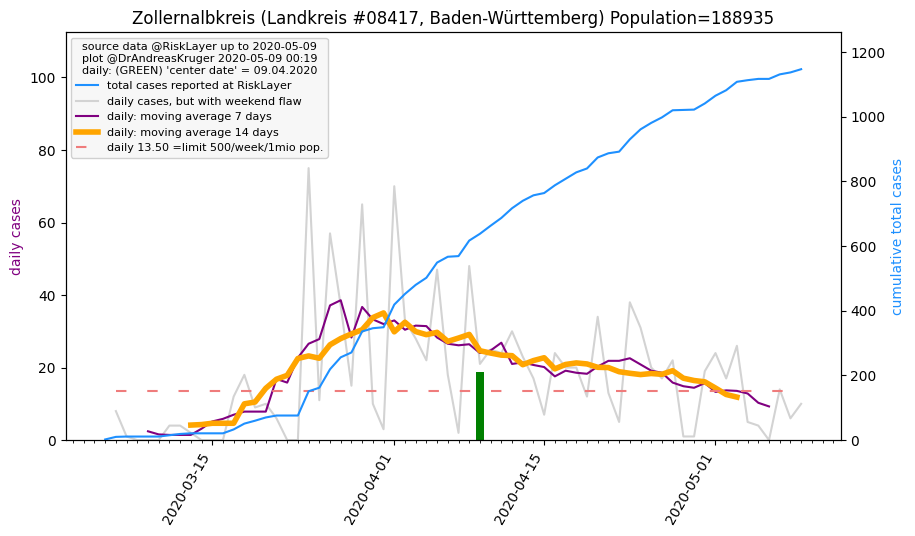 Zollernalbkreis (Landkreis #08417, Baden-Württemberg) Population=188935
source data @RiskLayer up to 2020-05-09
plot @DrAndreasKruger 2020-05-09 00:19
daily: (GREEN) 'center date' = 09.04.2020
total cases reported at RiskLayer
daily cases, but with weekend flaw
daily: moving average 7 days
daily: moving average 14 days
daily 13.50 =limit 500/week/1mio pop.
daily cases
100
80
60
40
20
0
cumulative total cases
1200
1000
800
600
400
200
0
2020-03-15
2020-04-01
2020-04-15
2020-05-01